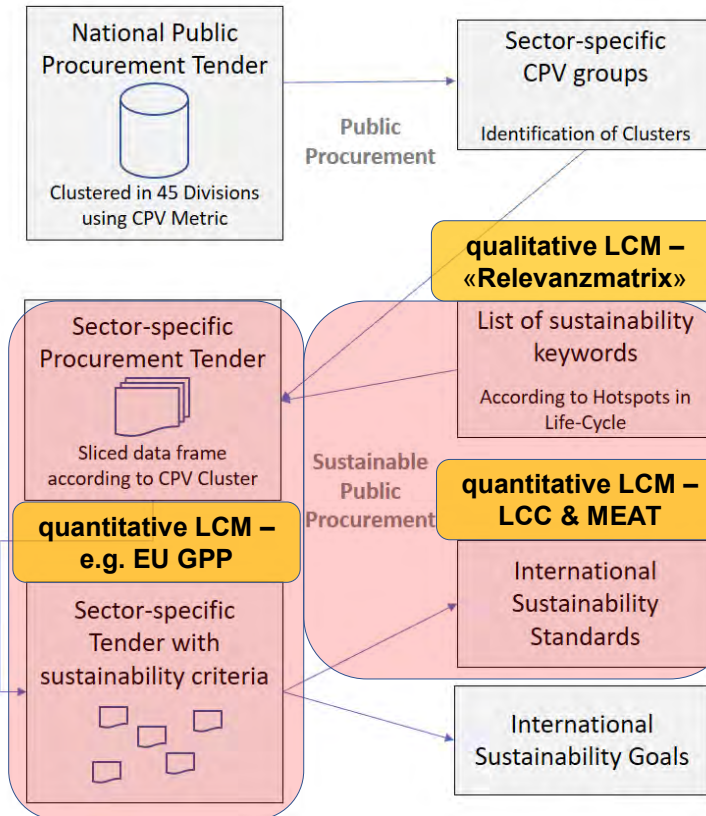 National Public
Procurement Tender
Clustered in 45 Divisions
using CPV Metric
Public
Procurement
Sector-specific
CPV groups
Identification of Clusters
qualitative LCM –
«Relevanzmatrix»
List of sustainability
keywords
According to Hotspots in
Life-Cycle
Sector-specific
Procurement Tender
Sliced data frame
according to CPV Cluster
Sustainable
Public
Procurement
quantitative LCM –
LCC & MEAT
International
Sustainability
Standards
quantitative LCM –
e.g. EU GPP
Sector-specific
Tender with
sustainability criteria
International
Sustainability Goals